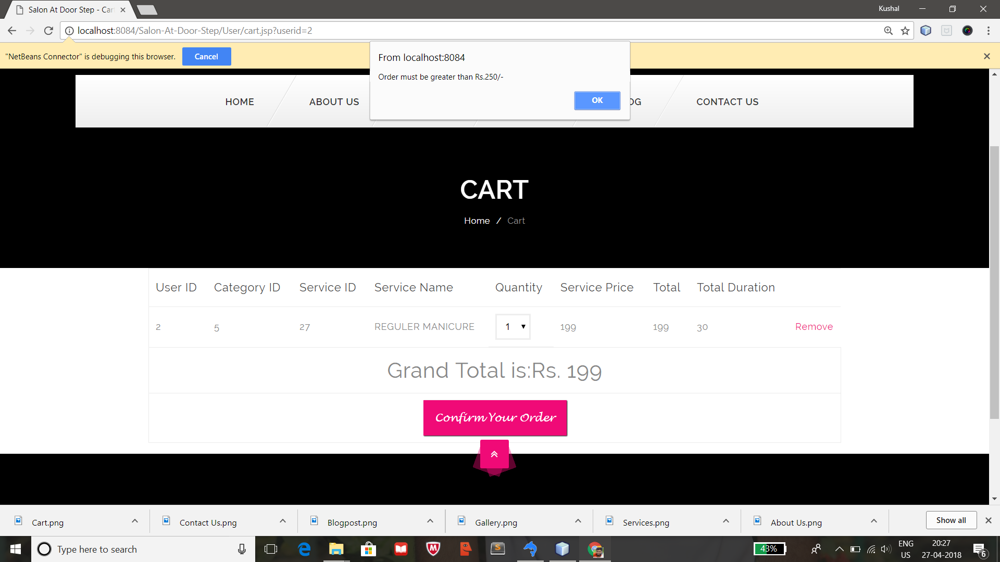 Salon At Door Step - Car
Kushal
localhost:8084/Salon-At-Door-Step/User/cart.jsp?userid=2
"NetBeans Connector" is debugging this browser.
Cancel
From localhost:8084
Order must be greater than Rs.250/-
OK
HOME
ABOUT US
OG
CONTACT US
CART
Home / Cart
User ID Category ID Service ID Service Name Quantity Service Price Total Total Duration
2 5 27 REGULER MANICURE 1 199 199 30 Remove
Grand Total is:Rs. 199
Confirm Your Order
Cart.png
Contact Us.png
Blogpost.png
Gallery.png
Services.png
About Us.png
Show all
Type here to search
43%
ENG
US
20:27
27-04-2018
6